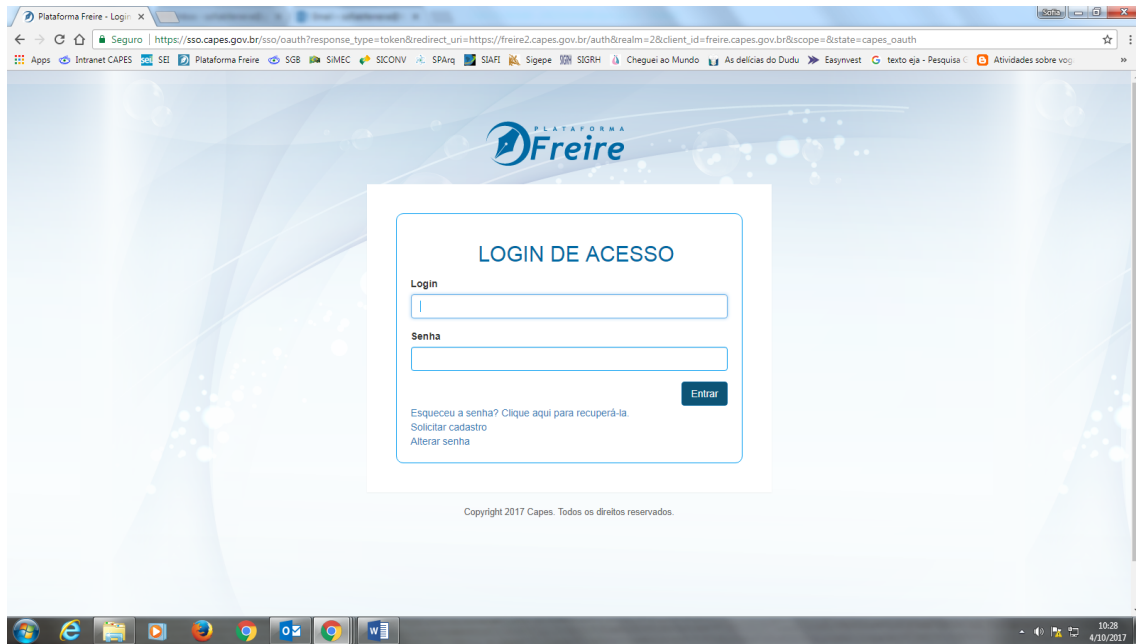 Plataforma Freire - Login
Sofia
Seguro | https://sso.capes.gov.br/sso/oauth?response_type=token&redirect_uri=https://freire2.capes.gov.br/auth&realm=2&client_id=freire.capes.gov.br&scope=&state=capes_oauth
Apps Intranet CAPES sei SEI Plataforma Freire SGB SiMEC SICONV SPArq SIAFI Sigepe SIGRH Cheguei ao Mundo As delícias do Dudu Easynvest G texto eja - Pesquisa Atividades sobre vog
PLATAFORMA
Freire
LOGIN DE ACESSO
Login
Senha
Entrar
Esqueceu a senha? Clique aqui para recuperá-la.
Solicitar cadastro
Alterar senha
Copyright 2017 Capes. Todos os direitos reservados.
10:28
4/10/2017